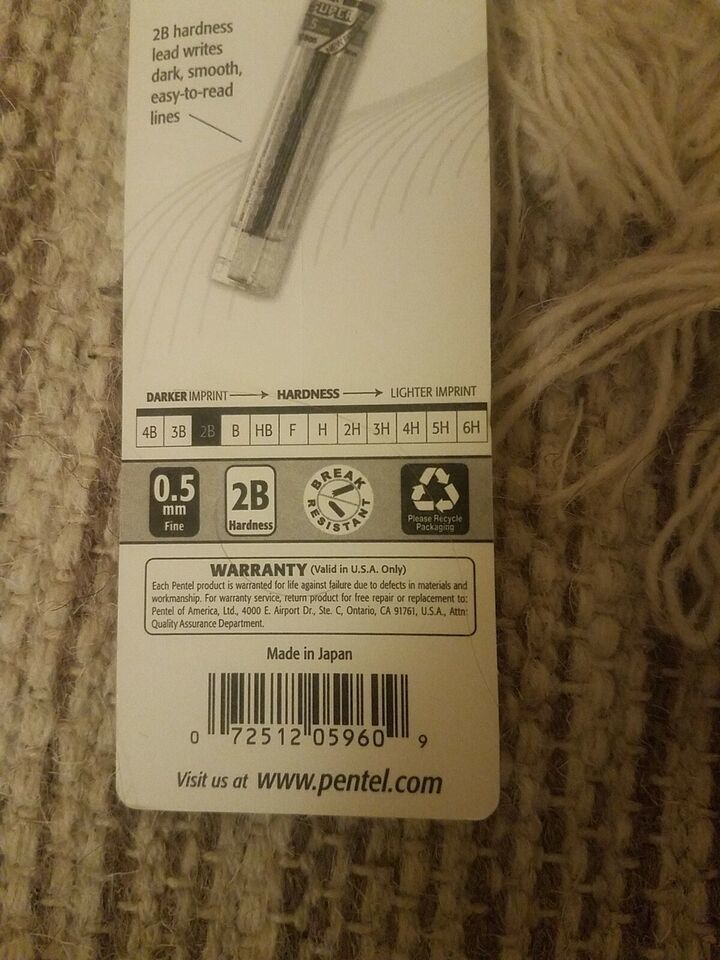 2B hardness
lead writes
dark, smooth,
easy-to-read
lines
SUPER
DARKER IMPRINT HARDNESS LIGHTER IMPRINT
4B 3B 2B B HB F H 2H 3H 4H 5H 6H
0.5
mm
Fine
2B
Hardness
BREAK
RESISTANT
Please Recycle
Packaging
WARRANTY (Valid in U.S.A. Only)
Each Pentel product is warranted for life against failure due to defects in materials and
workmanship. For warranty service, return product for free repair or replacement to:
Pentel of America, Ltd., 4000 E. Airport Dr., Ste. C, Ontario, CA 91761, U.S.A., Attn:
Quality Assurance Department.
Made in Japan
0 72512 05960 9
Visit us at www.pentel.com